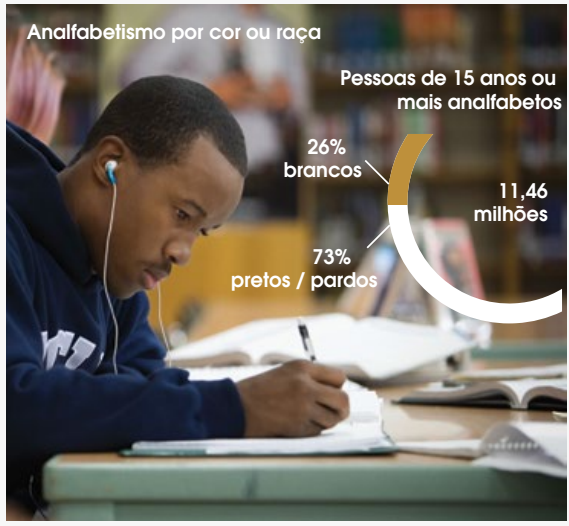 Analfabetismo por cor ou raça
Pessoas de 15 anos ou
mais analfabetos
26%
brancos
11,46
milhões
73%
pretos / pardos